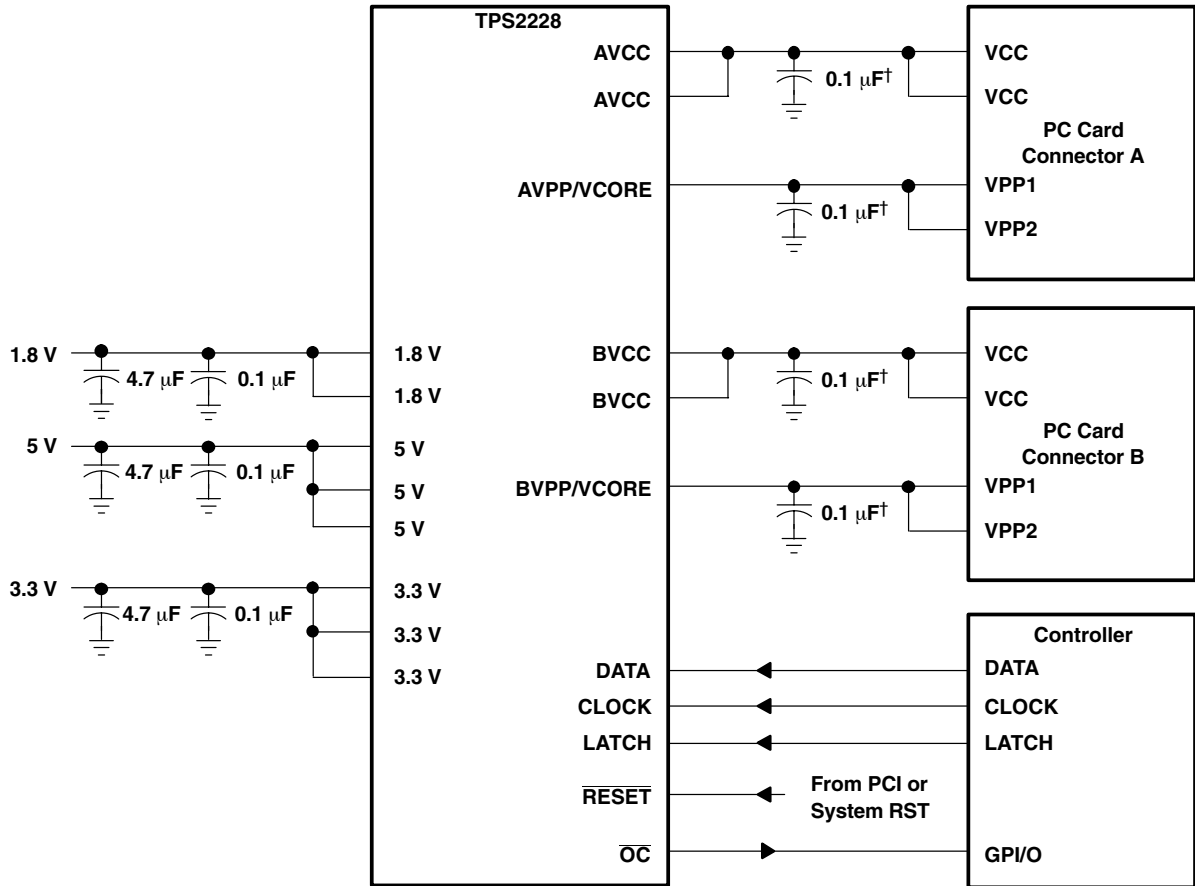 TPS2228
AVCC
AVCC
AVPP/VCORE
0.1 μF†
0.1 μF†
VCC
VCC
PC Card
Connector A
VPP1
VPP2
1.8 V
4.7 μF
0.1 μF
1.8 V
1.8 V
5 V
4.7 μF
0.1 μF
5 V
5 V
5 V
3.3 V
4.7 μF
0.1 μF
3.3 V
3.3 V
3.3 V
BVCC
BVCC
BVPP/VCORE
0.1 μF†
0.1 μF†
VCC
VCC
PC Card
Connector B
VPP1
VPP2
DATA
CLOCK
LATCH
RESET
OC
From PCI or
System RST
Controller
DATA
CLOCK
LATCH
GPI/O